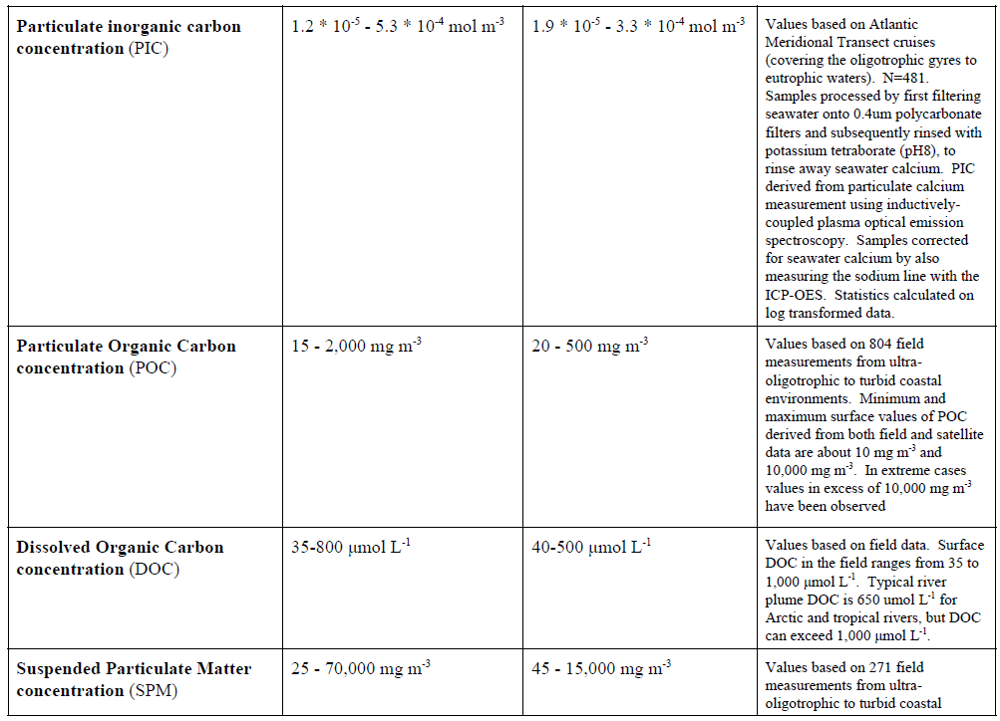 Particulate inorganic carbon
concentration (PIC)
1.2 * 10⁻⁵ - 5.3 * 10⁻⁴ mol m⁻³
1.9 * 10⁻⁵ - 3.3 * 10⁻⁴ mol m⁻³
Values based on Atlantic
Meridional Transect cruises
(covering the oligotrophic gyres to
eutrophic waters).  N=481.
Samples processed by first filtering
seawater onto 0.4um polycarbonate
filters and subsequently rinsed with
potassium tetraborate (pH8), to
rinse away seawater calcium.  PIC
derived from particulate calcium
measurement using inductively-
coupled plasma optical emission
spectroscopy.  Samples corrected
for seawater calcium by also
measuring the sodium line with the
ICP-OES.  Statistics calculated on
log transformed data.
Particulate Organic Carbon
concentration (POC)
15 - 2,000 mg m⁻³
20 - 500 mg m⁻³
Values based on 804 field
measurements from ultra-
oligotrophic to turbid coastal
environments.  Minimum and
maximum surface values of POC
derived from both field and satellite
data are about 10 mg m⁻³ and
10,000 mg m⁻³.  In extreme cases
values in excess of 10,000 mg m⁻³
have been observed
Dissolved Organic Carbon
concentration (DOC)
35-800 μmol L⁻¹
40-500 μmol L⁻¹
Values based on field data.  Surface
DOC in the field ranges from 35 to
1,000 μmol L⁻¹.  Typical river
plume DOC is 650 umol L⁻¹ for
Arctic and tropical rivers, but DOC
can exceed 1,000 μmol L⁻¹.
Suspended Particulate Matter
concentration (SPM)
25 - 70,000 mg m⁻³
45 - 15,000 mg m⁻³
Values based on 271 field
measurements from ultra-
oligotrophic to turbid coastal